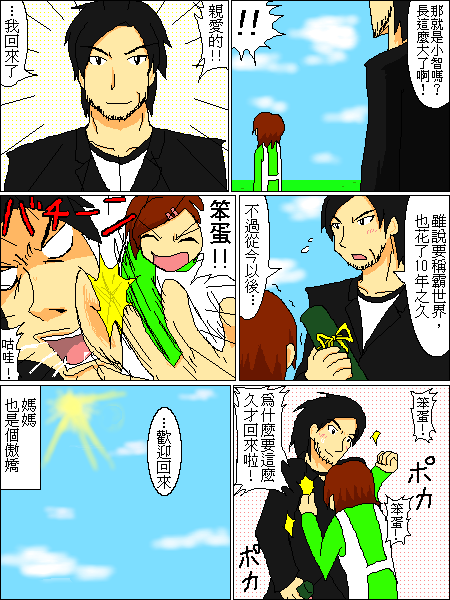 那就是小智嗎？
長這麼大了啊！
!!
親愛的!!
…我回來了
雖說要稱霸世界，
也花了10年之久
不過從今以後…
笨蛋!!
バチーーン
咕哇！
笨蛋！
為什麼要這麼
久才回來啦！
笨蛋！
ポカ
ポカ
…歡迎回來
媽媽
也是個傲嬌